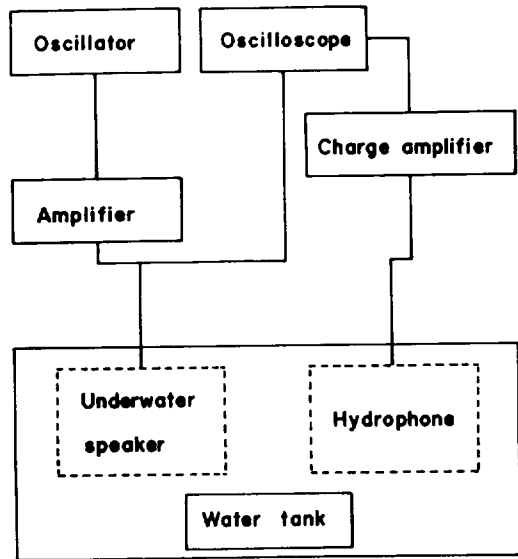 Oscillator
Oscilloscope
Charge amplifier
Amplifier
Underwater
speaker
Hydrophone
Water tank